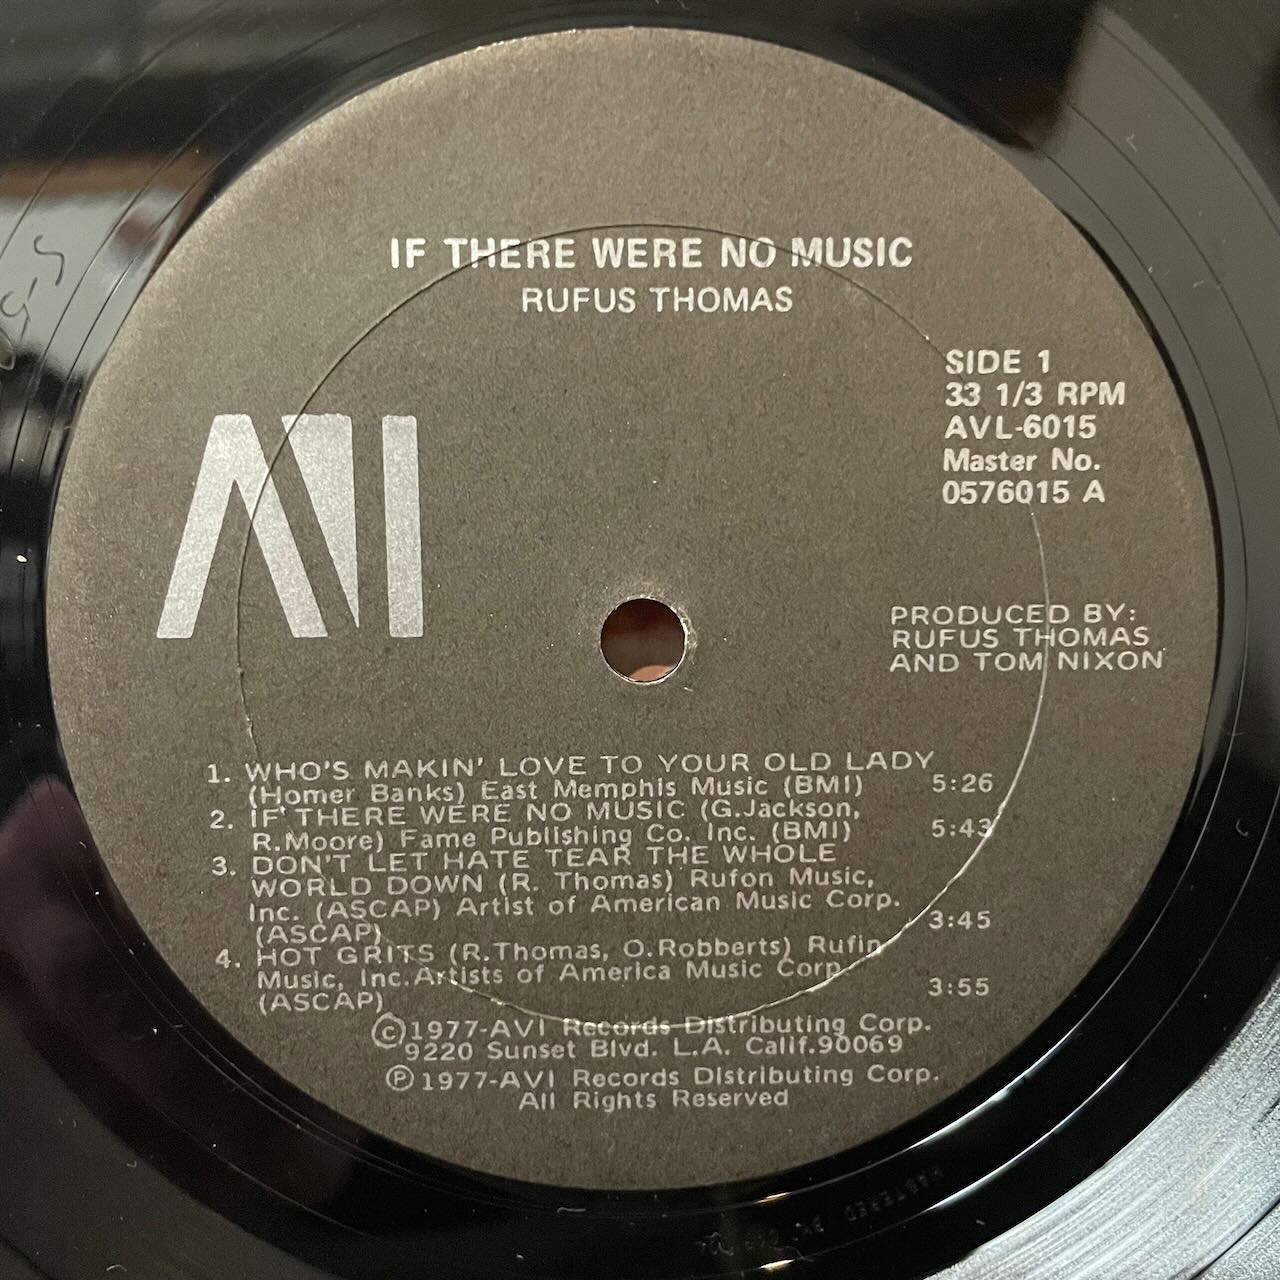 IF THERE WERE NO MUSIC
RUFUS THOMAS
SIDE 1
33 1/3 RPM
AVL-6015
Master No.
0576015 A
AVI
PRODUCED BY:
RUFUS THOMAS
AND TOM NIXON
1. WHO'S MAKIN' LOVE TO YOUR OLD LADY
(Homer Banks) East Memphis Music (BMI) 5:26
2. IF THERE WERE NO MUSIC (G.Jackson,
R.Moore) Fame Publishing Co. Inc. (BMI) 5:43
3. DON'T LET HATE TEAR THE WHOLE
WORLD DOWN (R. Thomas) Rufon Music,
Inc. (ASCAP) Artist of American Music Corp.
(ASCAP) 3:45
4. HOT GRITS (R.Thomas, O.Robberts) Rufin
Music, Inc.Artists of America Music Corp.
(ASCAP) 3:55
©1977-AVI Records Distributing Corp.
9220 Sunset Blvd. L.A. Calif.90069
℗1977-AVI Records Distributing Corp.
All Rights Reserved
MASTERED BY